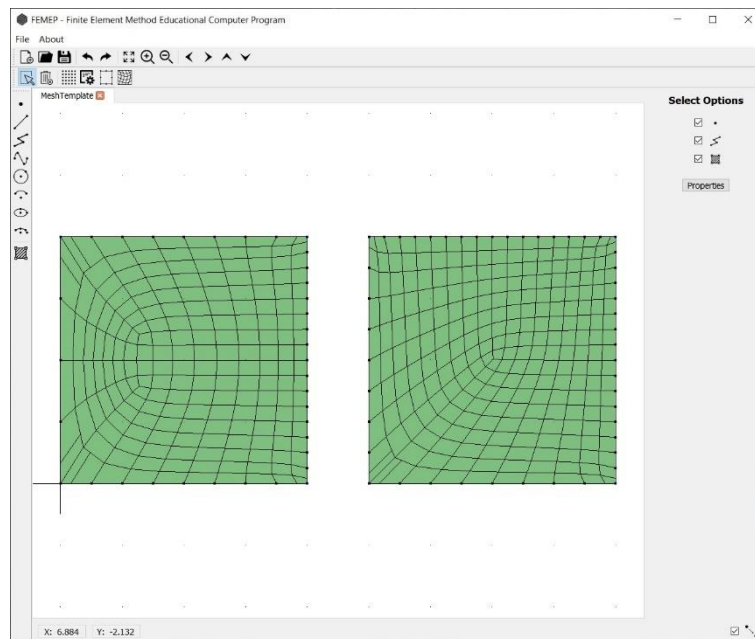 FEMEP - Finite Element Method Educational Computer Program
File About
MeshTemplate
Select Options
Properties
X: 6.884 Y: -2.132